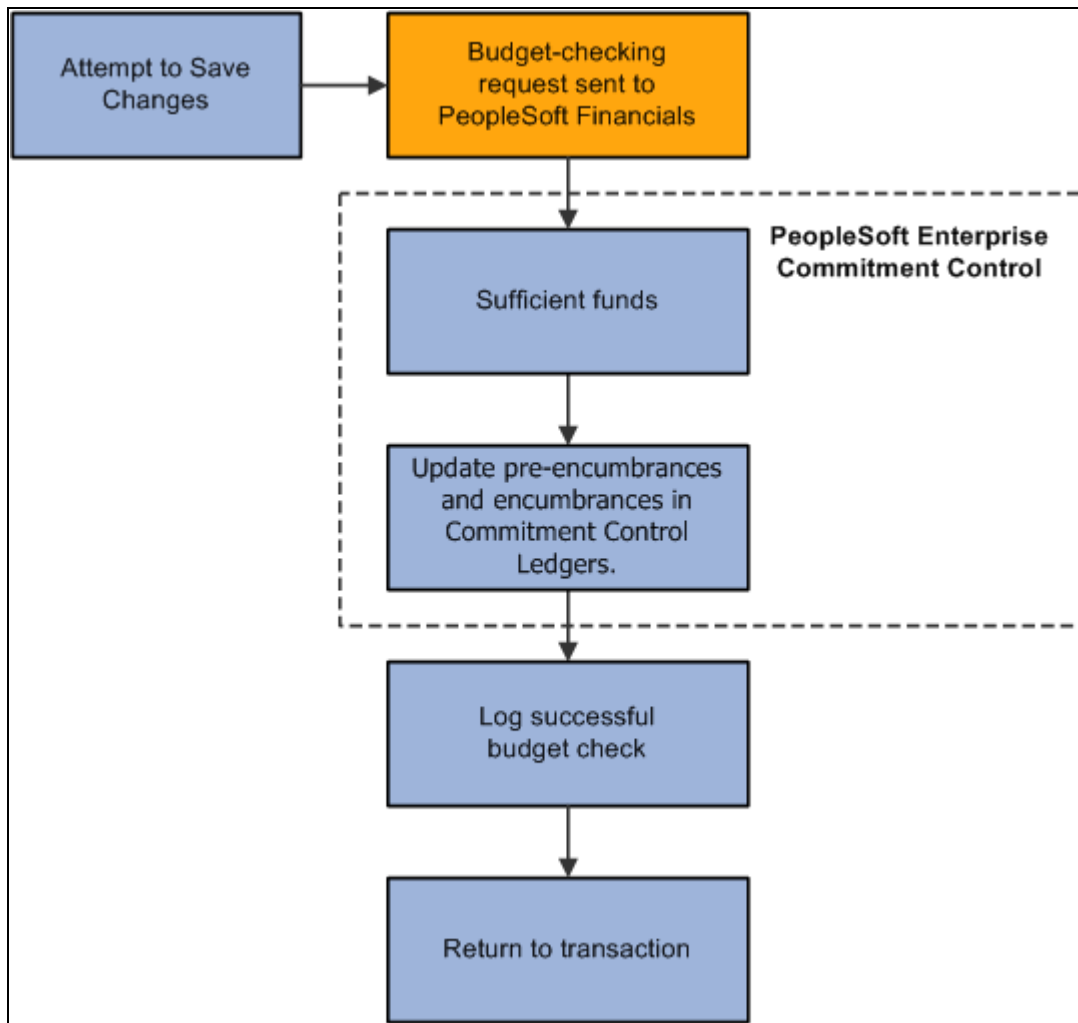 Attempt to Save
Changes
Budget-checking
request sent to
PeopleSoft Financials
PeopleSoft Enterprise
Commitment Control
Sufficient funds
Update pre-encumbrances
and encumbrances in
Commitment Control
Ledgers.
Log successful
budget check
Return to transaction